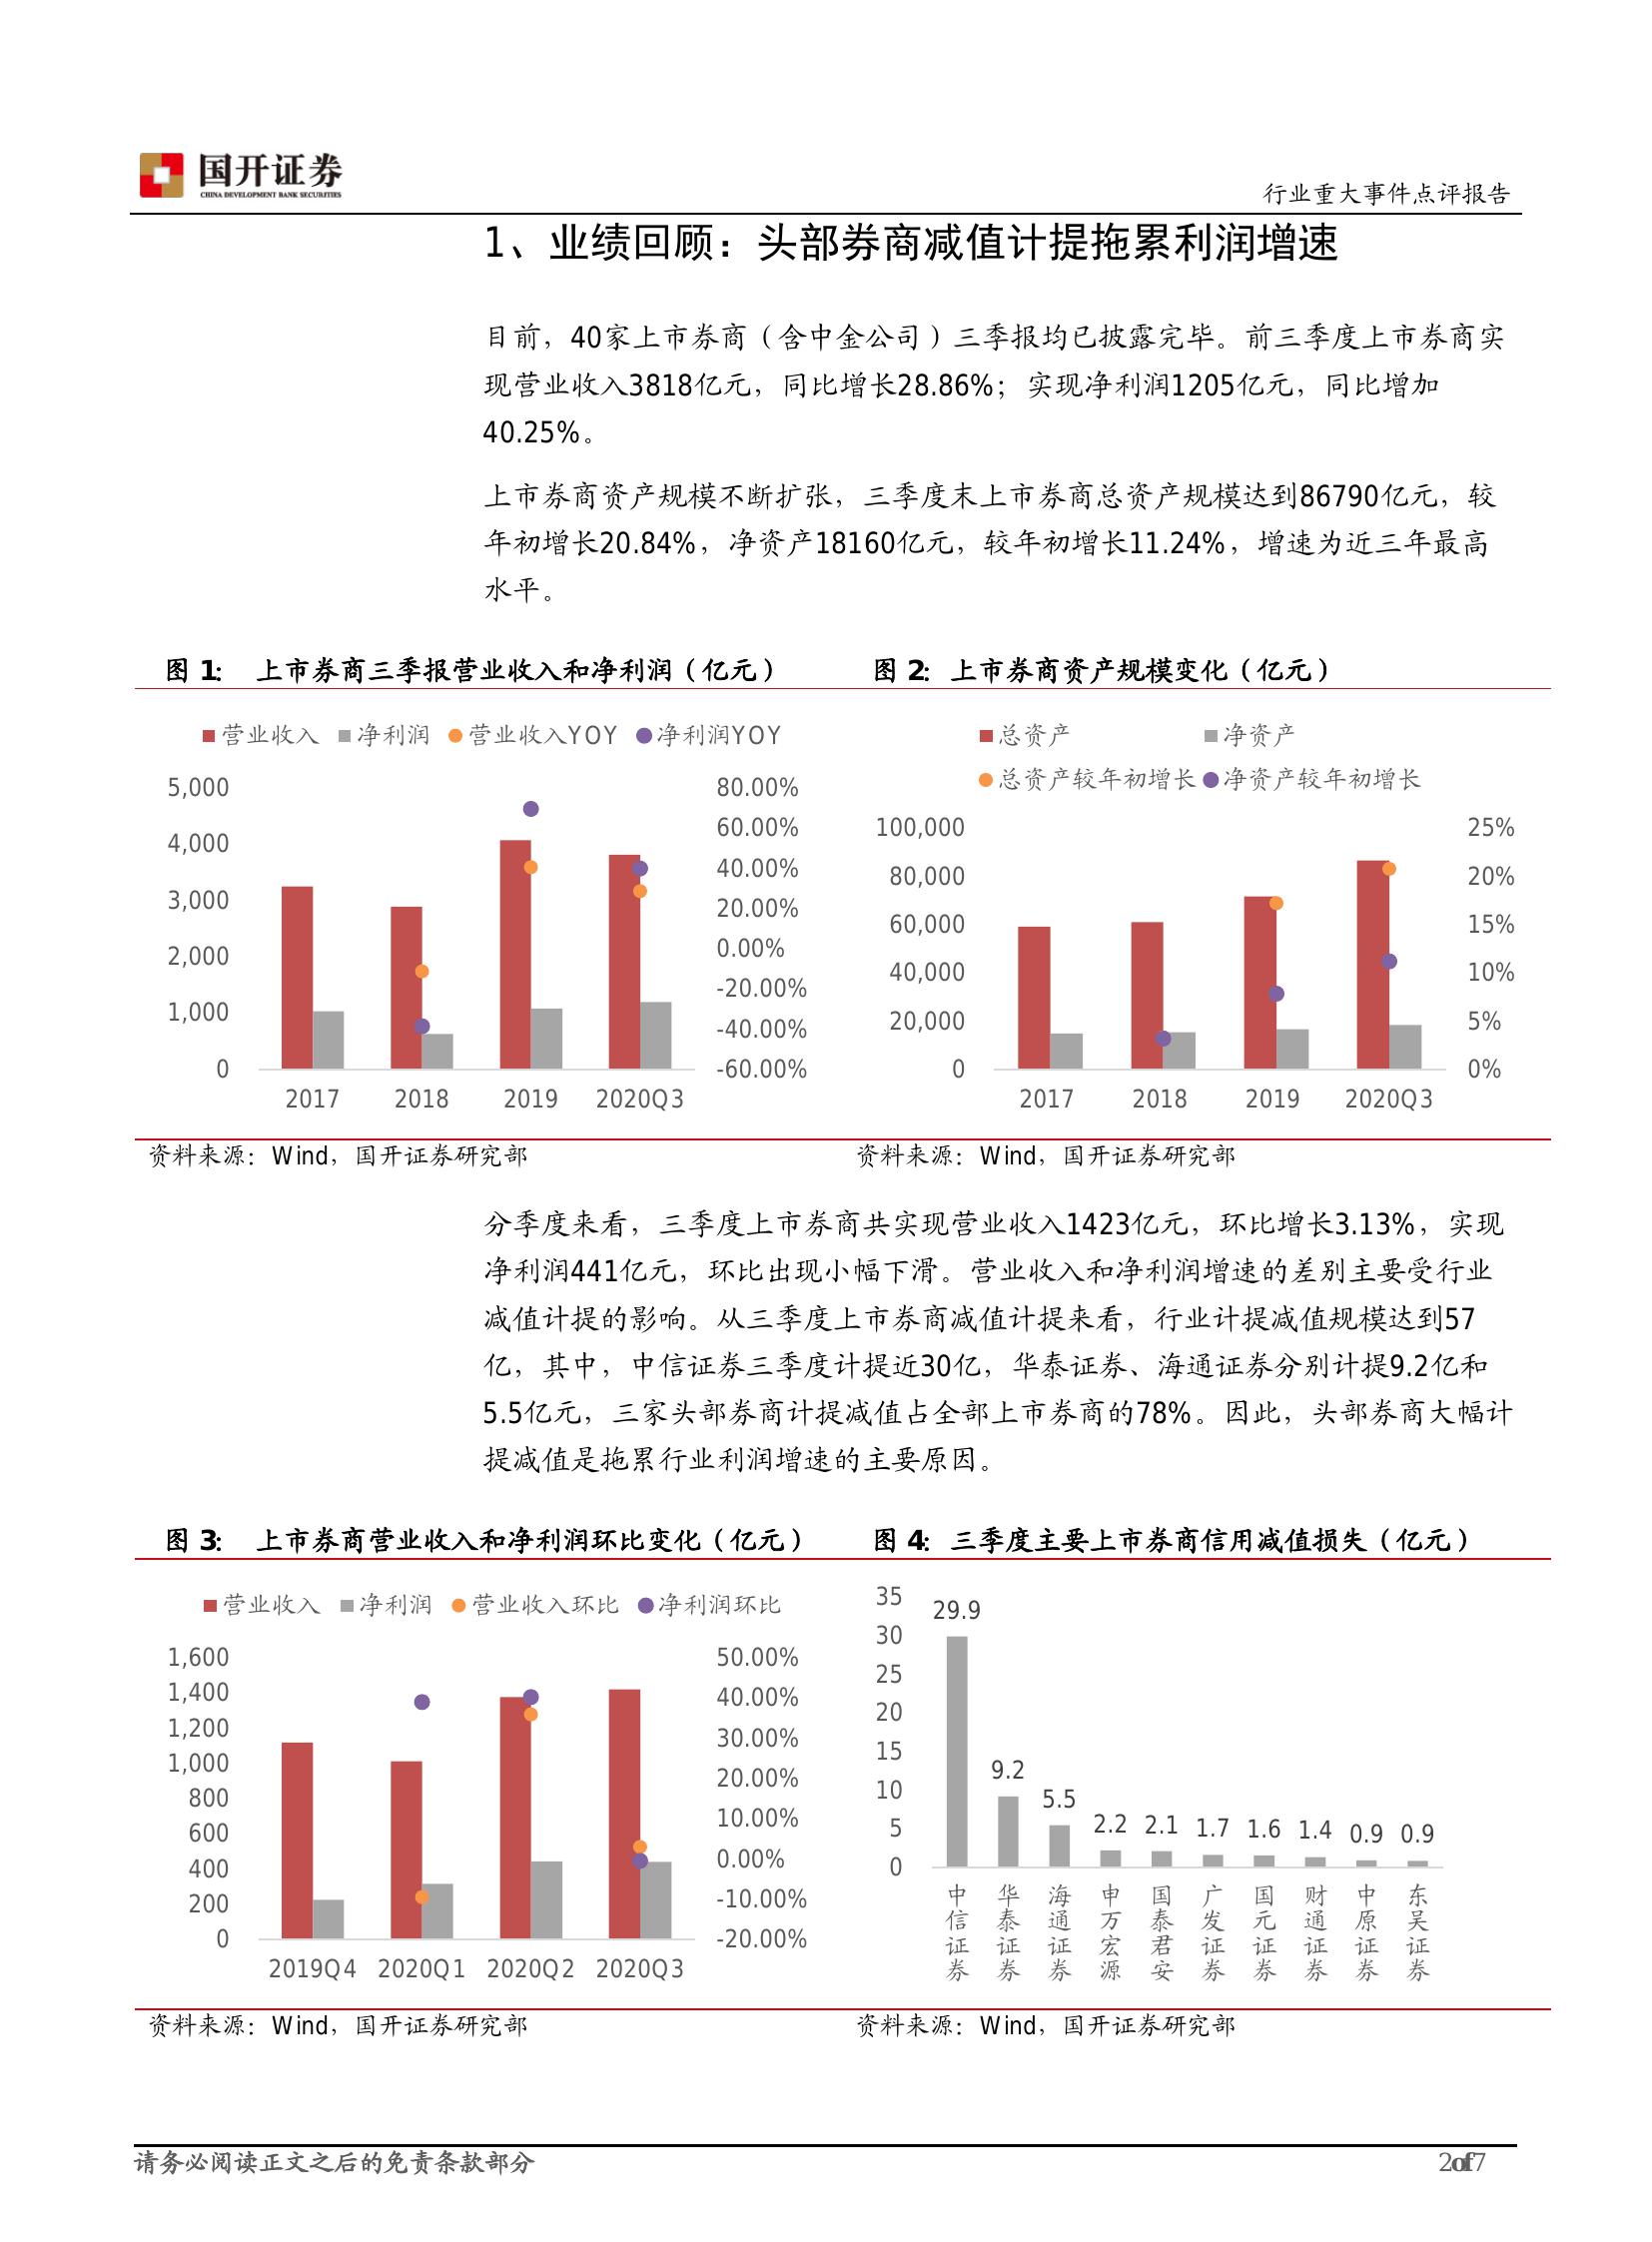 国开证券
CHINA DEVELOPMENT BANK SECURITIES
行业重大事件点评报告
1、业绩回顾：头部券商减值计提拖累利润增速
目前，40家上市券商（含中金公司）三季报均已披露完毕。前三季度上市券商实
现营业收入3818亿元，同比增长28.86%；实现净利润1205亿元，同比增加
40.25%。
上市券商资产规模不断扩张，三季度末上市券商总资产规模达到86790亿元，较
年初增长20.84%，净资产18160亿元，较年初增长11.24%，增速为近三年最高
水平。
图 1： 上市券商三季报营业收入和净利润（亿元）
营业收入 净利润 营业收入YOY 净利润YOY
5,000 80.00%
60.00%
4,000
40.00%
3,000
20.00%
2,000 0.00%
-20.00%
1,000
-40.00%
0 -60.00%
2017 2018 2019 2020Q3
资料来源：Wind，国开证券研究部
图 2：上市券商资产规模变化（亿元）
总资产 净资产
总资产较年初增长 净资产较年初增长
100,000 25%
80,000 20%
60,000 15%
40,000 10%
20,000 5%
0 0%
2017 2018 2019 2020Q3
资料来源：Wind，国开证券研究部
分季度来看，三季度上市券商共实现营业收入1423亿元，环比增长3.13%，实现
净利润441亿元，环比出现小幅下滑。营业收入和净利润增速的差别主要受行业
减值计提的影响。从三季度上市券商减值计提来看，行业计提减值规模达到57
亿，其中，中信证券三季度计提近30亿，华泰证券、海通证券分别计提9.2亿和
5.5亿元，三家头部券商计提减值占全部上市券商的78%。因此，头部券商大幅计
提减值是拖累行业利润增速的主要原因。
图 3： 上市券商营业收入和净利润环比变化（亿元）
营业收入 净利润 营业收入环比 净利润环比
1,600 50.00%
1,400 40.00%
1,200 30.00%
1,000
20.00%
800
10.00%
600
400 0.00%
200 -10.00%
0 -20.00%
2019Q4 2020Q1 2020Q2 2020Q3
资料来源：Wind，国开证券研究部
图 4：三季度主要上市券商信用减值损失（亿元）
35
30
25
20
15
10
5
0
29.9 9.2 5.5 2.2 2.1 1.7 1.6 1.4 0.9 0.9
中信证券 华泰证券 海通证券 申万宏源 国泰君安 广发证券 国元证券 财通证券 中原证券 东吴证券
资料来源：Wind，国开证券研究部
请务必阅读正文之后的免责条款部分
2of7